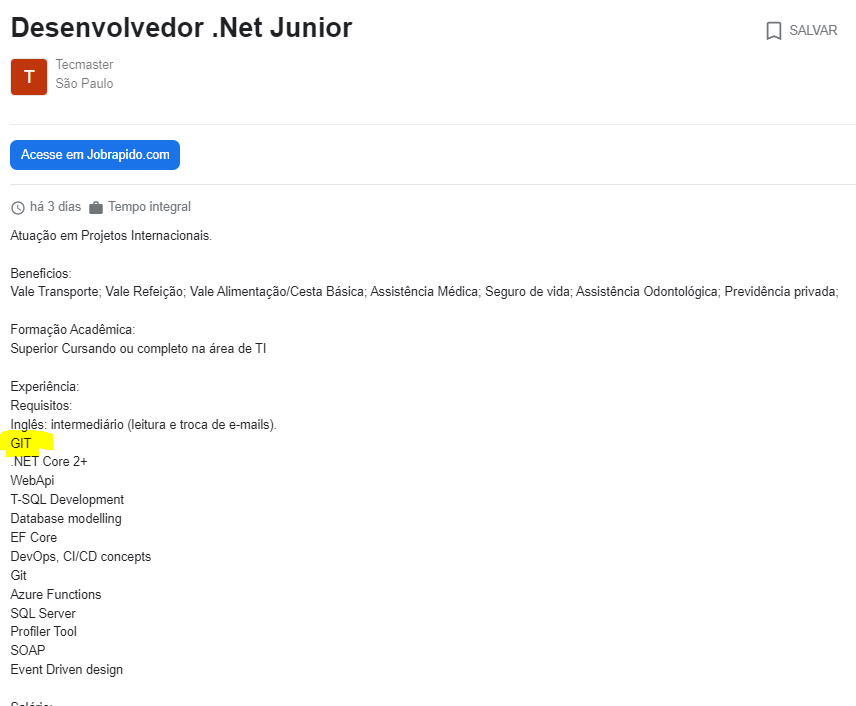 Desenvolvedor .Net Junior
SALVAR
T
Tecmaster
São Paulo
Acesse em Jobrapido.com
há 3 dias Tempo integral
Atuação em Projetos Internacionais.
Benefícios:
Vale Transporte; Vale Refeição; Vale Alimentação/Cesta Básica; Assistência Médica; Seguro de vida; Assistência Odontológica; Previdência privada;
Formação Acadêmica:
Superior Cursando ou completo na área de TI
Experiência:
Requisitos:
Inglês: intermediário (leitura e troca de e-mails).
GIT
.NET Core 2+
WebApi
T-SQL Development
Database modelling
EF Core
DevOps, CI/CD concepts
Git
Azure Functions
SQL Server
Profiler Tool
SOAP
Event Driven design